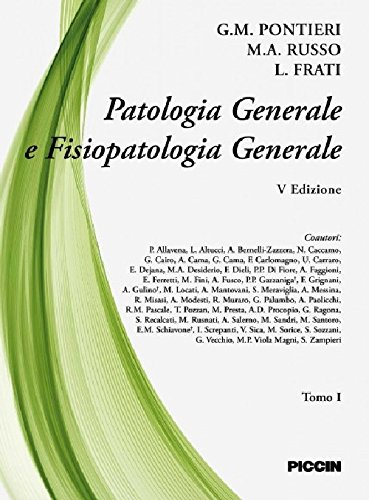 G.M. PONTIERI
M.A. RUSSO
L. FRATI
Patologia Generale
e Fisiopatologia Generale
V Edizione
Coautori:
P. Allavena, L. Altucci, A. Bernelli-Zazzera, N. Caccamo,
G. Cairo, A. Cama, G. Cama, F. Carlomagno, U. Carraro,
E. Dejana, M.A. Desiderio, F. Dieli, P.P. Di Fiore, A. Faggioni,
E. Ferretti, M. Fini, A. Fusco, P.P. Gazzaniga†, F. Grignani,
A. Gulino†, M. Locati, A. Mantovani, S. Meraviglia, A. Messina,
R. Misasi, A. Modesti, R. Muraro, G. Palumbo, A. Paolicchi,
R.M. Pascale, T. Pozzan, M. Presta, A.D. Procopio, G. Ragona,
S. Recalcati, M. Rusnati, A. Salerno, M. Sandri, M. Santoro,
E.M. Schiavone†, I. Screpanti, V. Sica, M. Sorice, S. Sozzani,
G. Vecchio, M.P. Viola Magni, S. Zampieri
Tomo I
PICCIN